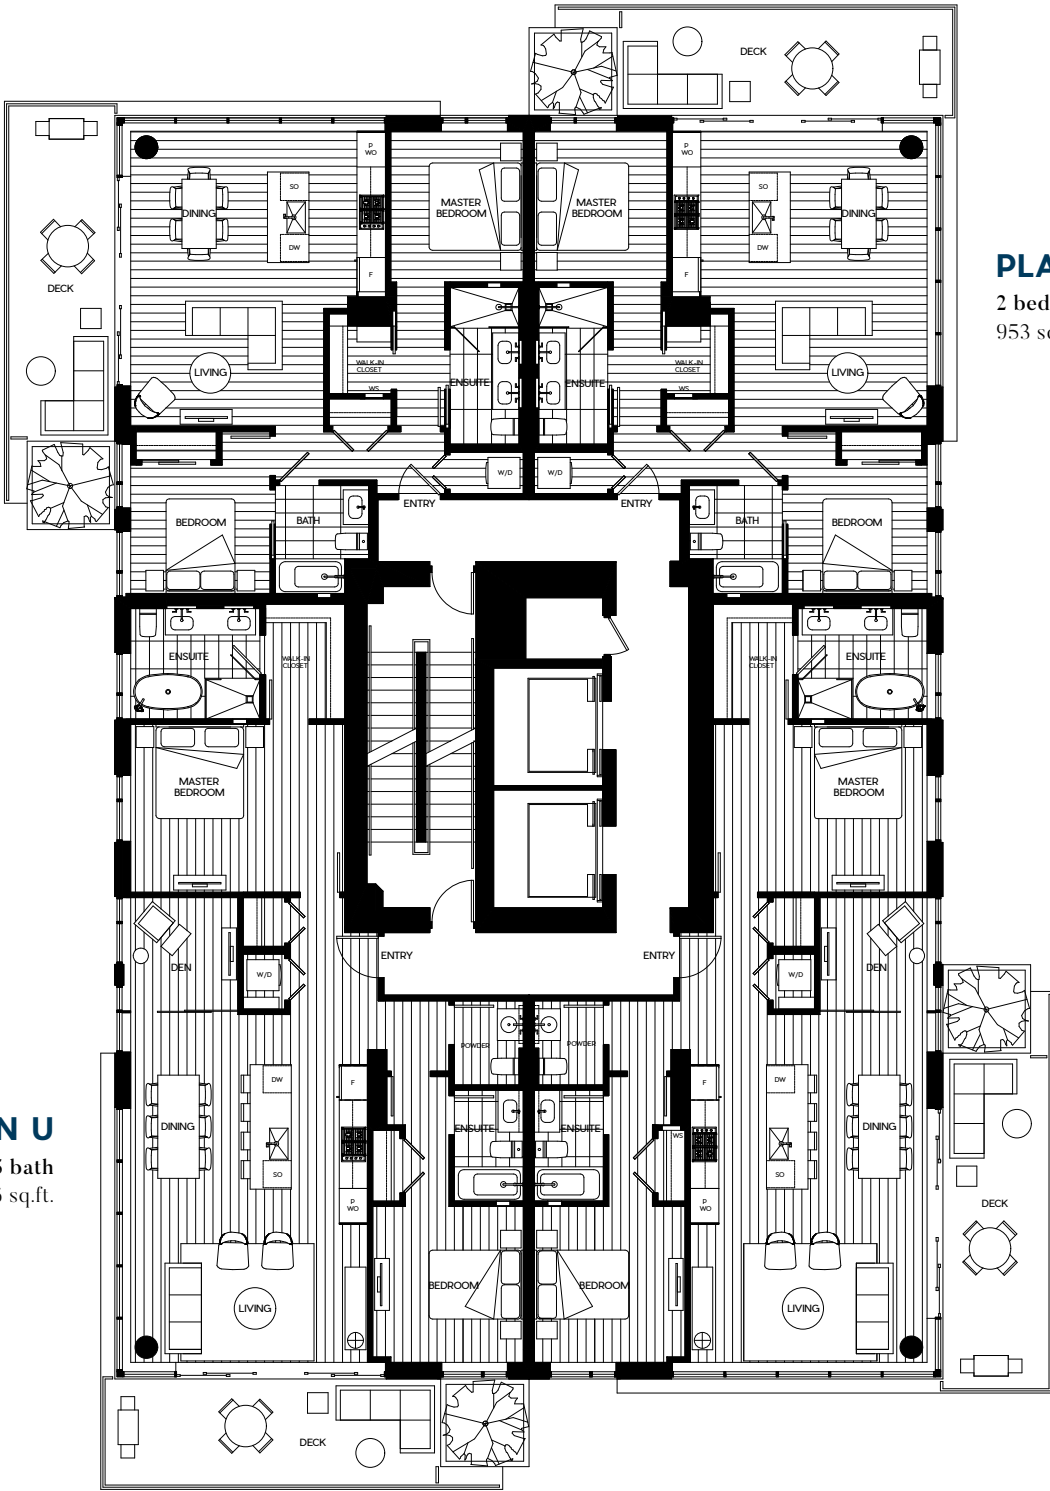 DECK
P
WO
P
WO
SO
SO
MASTER
BEDROOM
MASTER
BEDROOM
DINING
DINING
DW
DW
F
F
PLA
2 bed
953 sq
DECK
WALK-IN
CLOSET
WALK-IN
CLOSET
LIVING
LIVING
ENSUITE
ENSUITE
WS
WS
W/D
W/D
ENTRY
ENTRY
BEDROOM
BATH
BATH
BEDROOM
ENSUITE
WALK-IN
CLOSET
WALK-IN
CLOSET
ENSUITE
MASTER
BEDROOM
MASTER
BEDROOM
ENTRY
ENTRY
DEN
W/D
W/D
DEN
POWDER
POWDER
DW
F
F
DW
N U
5 bath
sq.ft.
DINING
ENSUITE
ENSUITE
WS
DINING
SO
SO
P
WO
P
WO
DECK
BEDROOM
BEDROOM
LIVING
LIVING
DECK